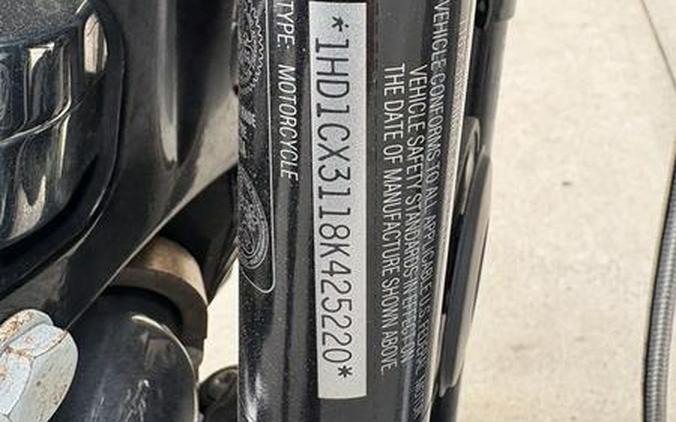 VEHICLE CONFORMS TO ALL APPLICABLE U.S. FEDERAL MOTOR
VEHICLE SAFETY STANDARDS IN EFFECT ON
THE DATE OF MANUFACTURE SHOWN ABOVE.
*1HD1CX3118K425220*
TYPE: MOTORCYCLE